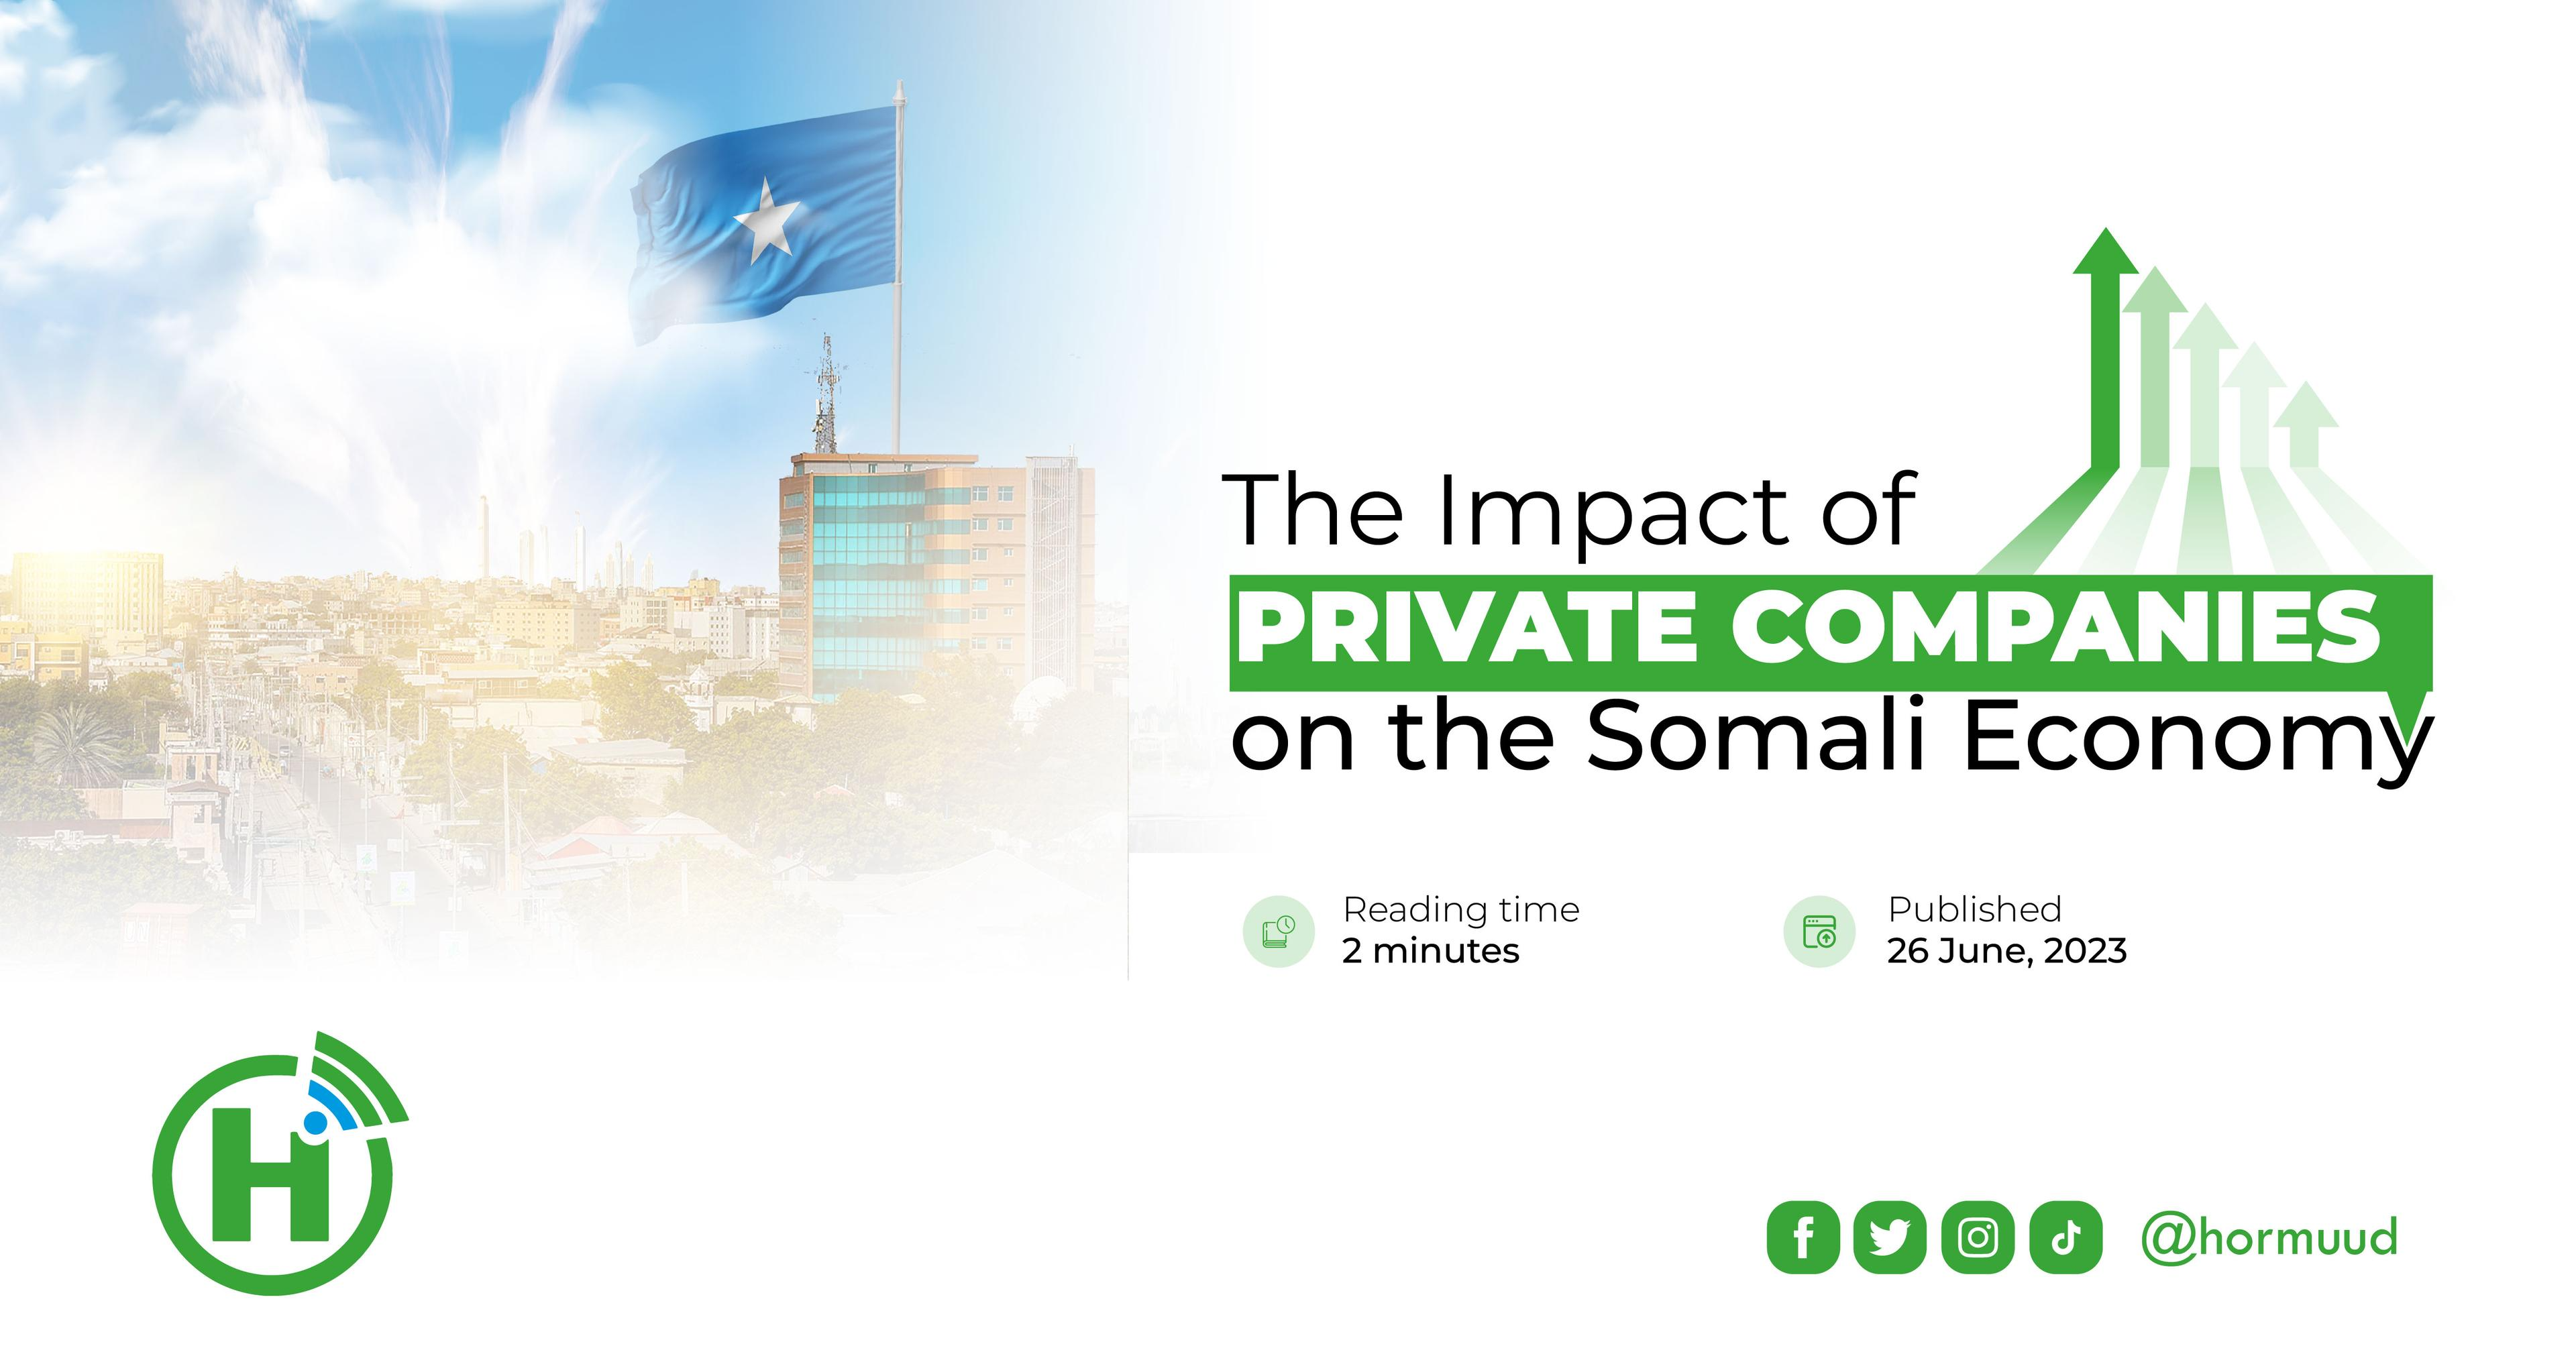 The Impact of
PRIVATE COMPANIES
on the Somali Economy
Reading time
2 minutes
Published
26 June, 2023
H
@hormuud